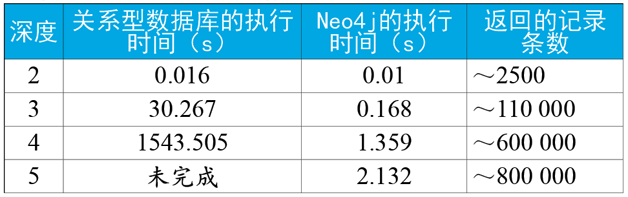 深度 关系型数据库的执行时间（s） Neo4j的执行时间（s） 返回的记录条数
2 0.016 0.01 ～2500
3 30.267 0.168 ～110 000
4 1543.505 1.359 ～600 000
5 未完成 2.132 ～800 000